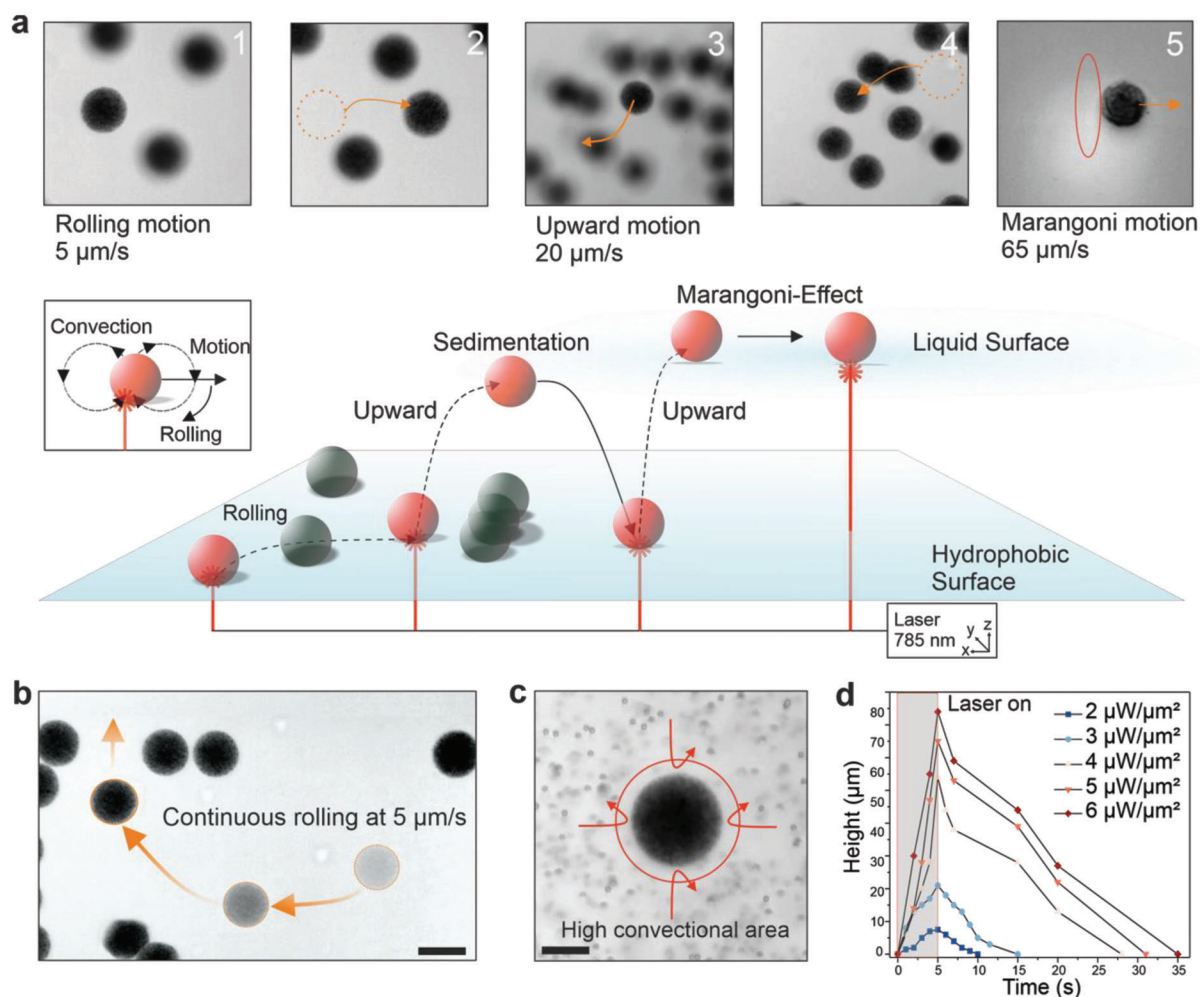 a
1
2
3
4
5
Rolling motion
5 µm/s
Upward motion
20 µm/s
Marangoni motion
65 µm/s
Convection
Motion
Rolling
Marangoni-Effect
Sedimentation
Liquid Surface
Upward
Upward
Rolling
Hydrophobic
Surface
Laser
785 nm
y z
x
b
Continuous rolling at 5 µm/s
c
High convectional area
d
Laser on
2 µW/µm²
3 µW/µm²
4 µW/µm²
5 µW/µm²
6 µW/µm²
Height (µm)
80
70
60
50
40
30
20
10
0
0 5 10 15 20 25 30 35
Time (s)